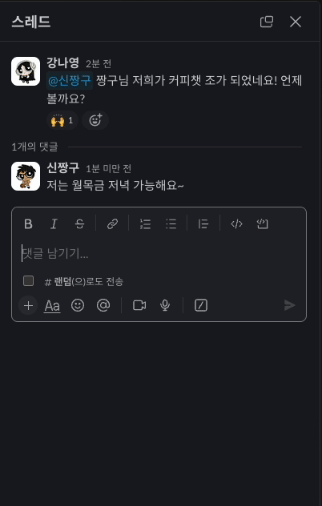 스레드
강나영 2분 전
@신짱구 짱구님 저희가 커피챗 조가 되었네요! 언제
볼까요?
1
1개의 댓글
신짱구 1분 미만 전
저는 월목금 저녁 가능해요~
B I S
댓글 남기기...
# 랜덤(으)로도 전송
+ Aa @